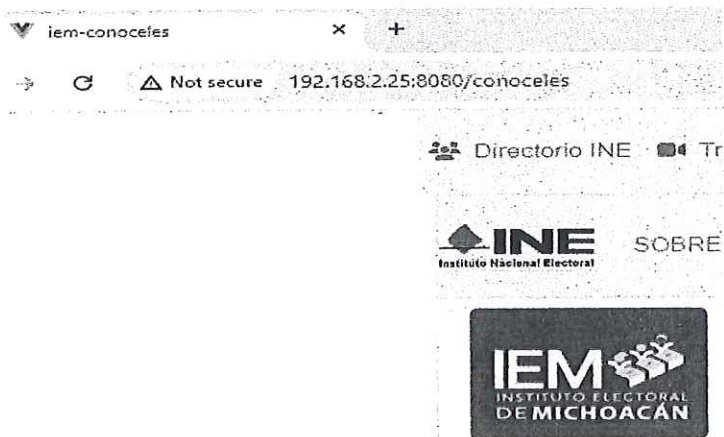 iem-conoceles
Not secure 192.168.2.25:8080/conoceles
Directorio INE Tr
INE SOBRE
Instituto Nacional Electoral
IEM
INSTITUTO ELECTORAL
DE MICHOACÁN